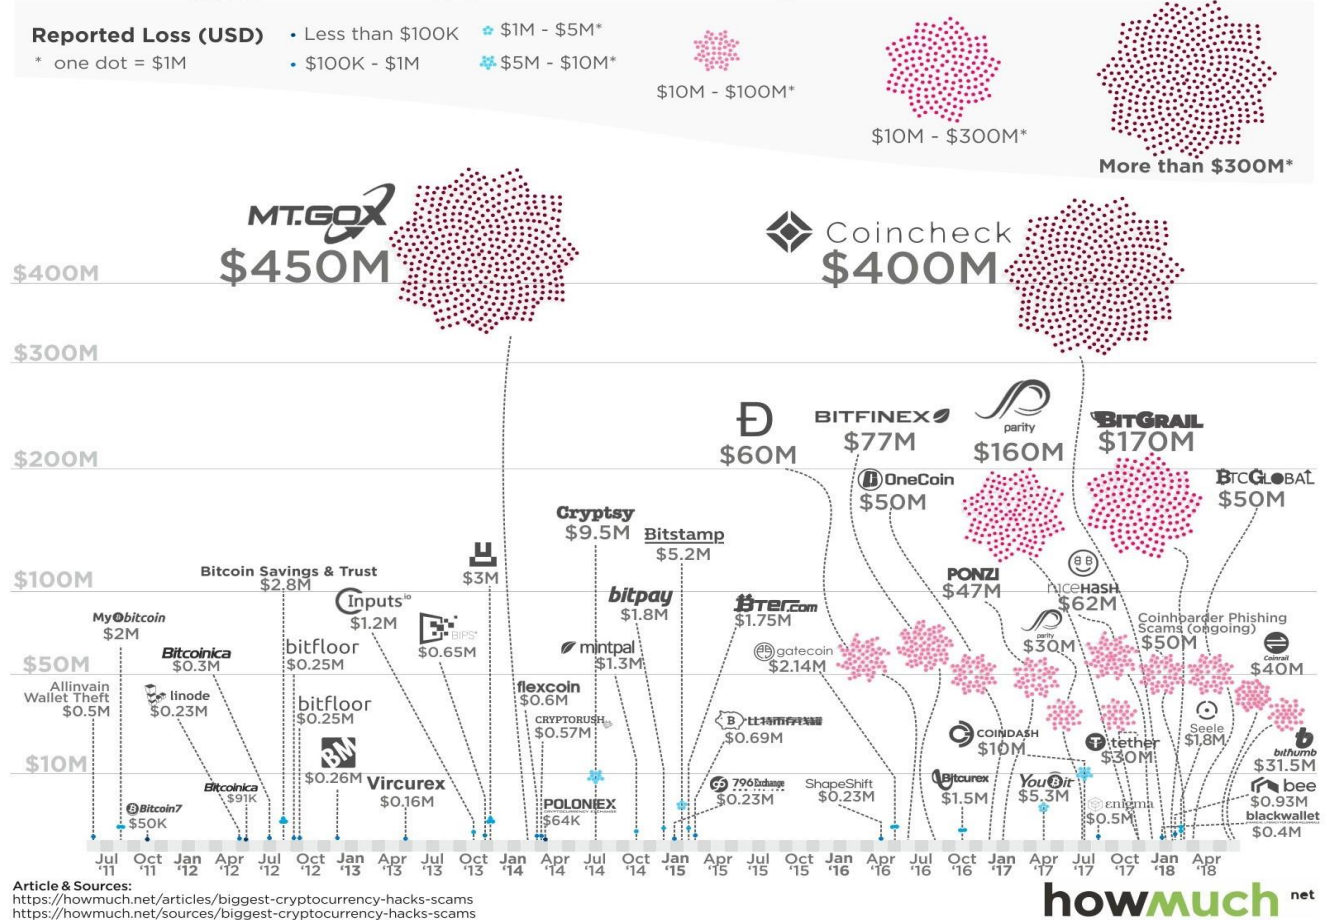 Reported Loss (USD)
* one dot = $1M
• Less than $100K
• $100K - $1M
$1M - $5M*
$5M - $10M*
$10M - $100M*
$10M - $300M*
More than $300M*
MT.GOX
$450M
Coincheck
$400M
$400M
$300M
$200M
$100M
$50M
$10M
$60M
BITFINEX
$77M
parity
$160M
BITGRAIL
$170M
OneCoin
$50M
BTCGLOBAL
$50M
Cryptsy
$9.5M
Bitstamp
$5.2M
$3M
Bitcoin Savings & Trust
$2.8M
Inputs.io
$1.2M
BIPS
$0.65M
bitpay
$1.8M
BTer.com
$1.75M
PONZI
$47M
niceHASH
$62M
parity
$30M
Coinhoarder Phishing
Scams (ongoing)
$50M
Coinrail
$40M
MyBitcoin
$2M
Bitcoinica
$0.3M
bitfloor
$0.25M
mintpal
$1.3M
gatecoin
$2.14M
Allinvain
Wallet Theft
$0.5M
linode
$0.23M
bitfloor
$0.25M
flexcoin
$0.6M
CRYPTORUSH
$0.57M
$0.69M
COINDASH
$10M
tether
$30M
Seele
$1.8M
bithumb
$31.5M
BM
$0.26M
Vircurex
$0.16M
Bitcoinica
$91K
Bitcoin7
$50K
POLONIEX
$64K
796 Exchange
$0.23M
ShapeShift
$0.23M
Bitcurex
$1.5M
YouBit
$5.3M
enigma
$0.5M
bee
$0.93M
blackwallet
$0.4M
Jul '11
Oct '11
Jan '12
Apr '12
Jul '12
Oct '12
Jan '13
Apr '13
Jul '13
Oct '13
Jan '14
Apr '14
Jul '14
Oct '14
Jan '15
Apr '15
Jul '15
Oct '15
Jan '16
Apr '16
Jul '16
Oct '16
Jan '17
Apr '17
Jul '17
Oct '17
Jan '18
Apr '18
Article & Sources:
https://howmuch.net/articles/biggest-cryptocurrency-hacks-scams
https://howmuch.net/sources/biggest-cryptocurrency-hacks-scams
howmuch net